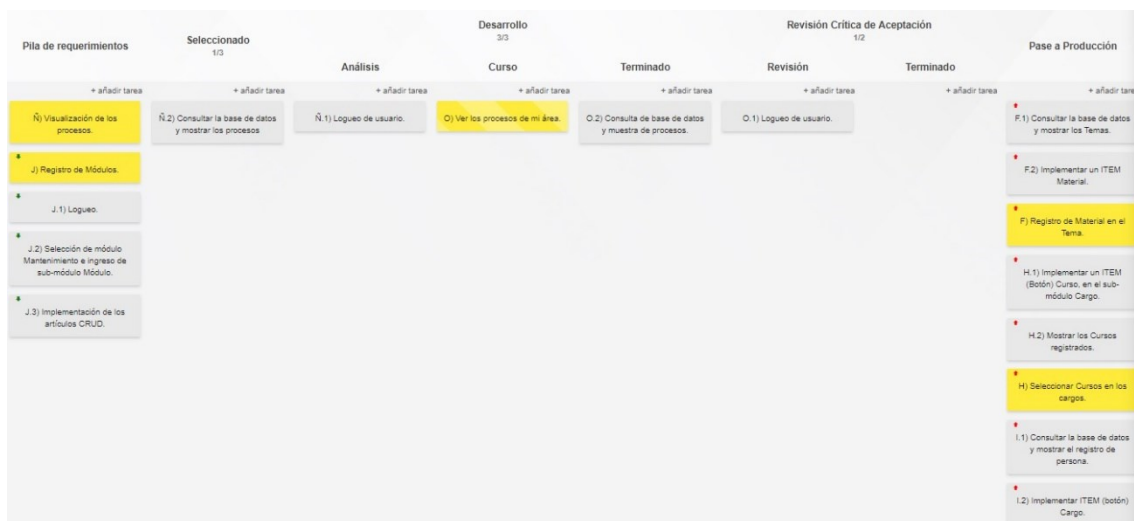 Pila de requerimientos
Seleccionado
1/3
Desarrollo
3/3
Análisis
Curso
Terminado
Revisión Crítica de Aceptación
1/2
Revisión
Terminado
Pase a Producción
+ añadir tarea
+ añadir tarea
+ añadir tarea
+ añadir tarea
+ añadir tarea
+ añadir tarea
+ añadir tarea
+ añadir tare
Ñ) Visualización de los
procesos.
J) Registro de Módulos.
J.1) Logueo.
J.2) Selección de módulo
Mantenimiento e ingreso de
sub-módulo Módulo.
J.3) Implementación de los
artículos CRUD.
Ñ.2) Consultar la base de datos
y mostrar los procesos
Ñ.1) Logueo de usuario.
O) Ver los procesos de mi área.
O.2) Consulta de base de datos
y muestra de procesos.
O.1) Logueo de usuario.
F.1) Consultar la base de datos
y mostrar los Temas.
F.2) Implementar un ITEM
Material.
F) Registro de Material en el
Tema.
H.1) Implementar un ITEM
(Botón) Curso, en el sub-
módulo Cargo.
H.2) Mostrar los Cursos
registrados.
H) Seleccionar Cursos en los
cargos.
I.1) Consultar la base de datos
y mostrar el registro de
persona.
I.2) Implementar ITEM (botón)
Cargo.